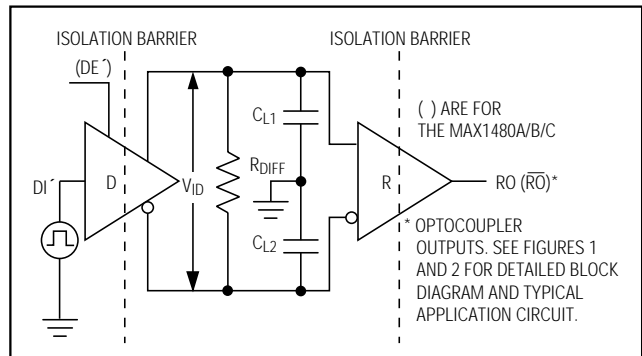 ISOLATION BARRIER
ISOLATION BARRIER
(DE´)
( ) ARE FOR
THE MAX1480A/B/C
CL1
DI´
D
VID
RDIFF
R
RO (R̅O̅)*
CL2
* OPTOCOUPLER
OUTPUTS. SEE FIGURES 1
AND 2 FOR DETAILED BLOCK
DIAGRAM AND TYPICAL
APPLICATION CIRCUIT.